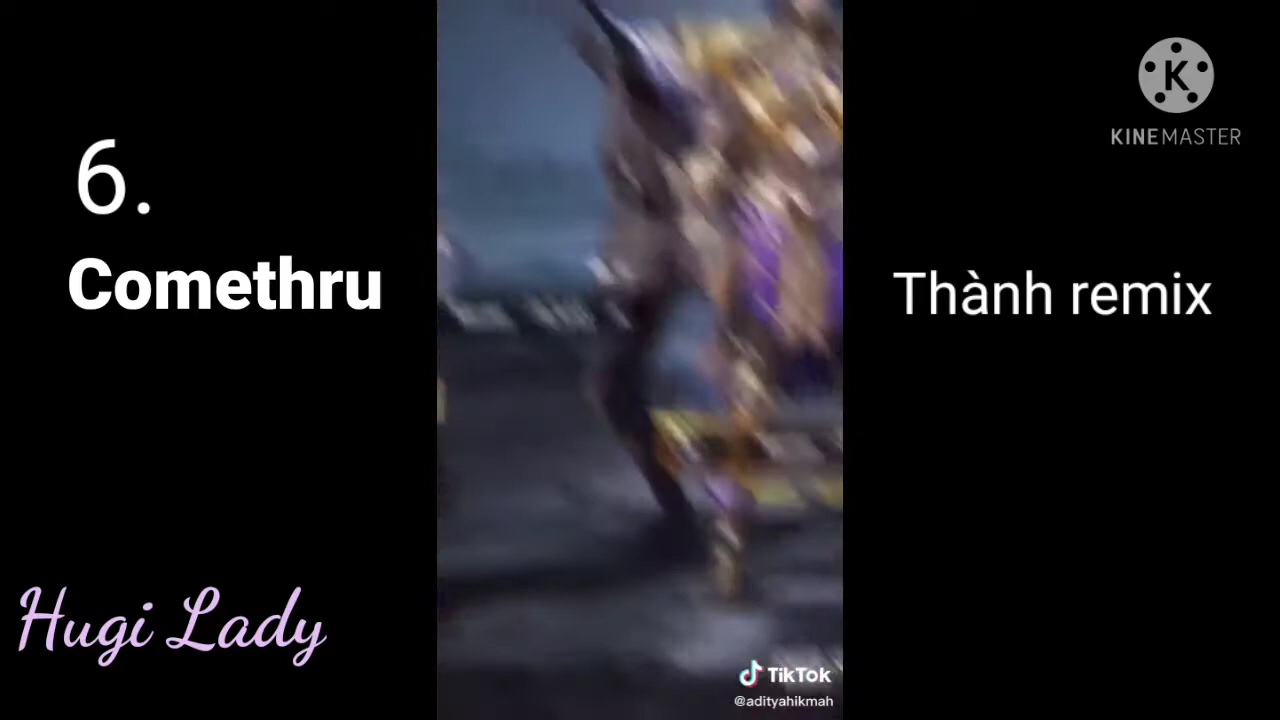 6.
Comethru
Thành remix
K
KINEMASTER
Hugi Lady
TikTok
@adityahikmah